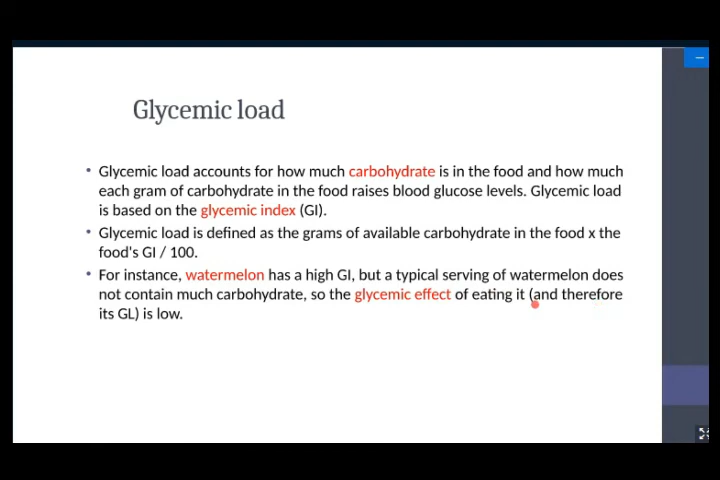 Glycemic load
• Glycemic load accounts for how much carbohydrate is in the food and how much
each gram of carbohydrate in the food raises blood glucose levels. Glycemic load
is based on the glycemic index (GI).
• Glycemic load is defined as the grams of available carbohydrate in the food x the
food's GI / 100.
• For instance, watermelon has a high GI, but a typical serving of watermelon does
not contain much carbohydrate, so the glycemic effect of eating it (and therefore
its GL) is low.